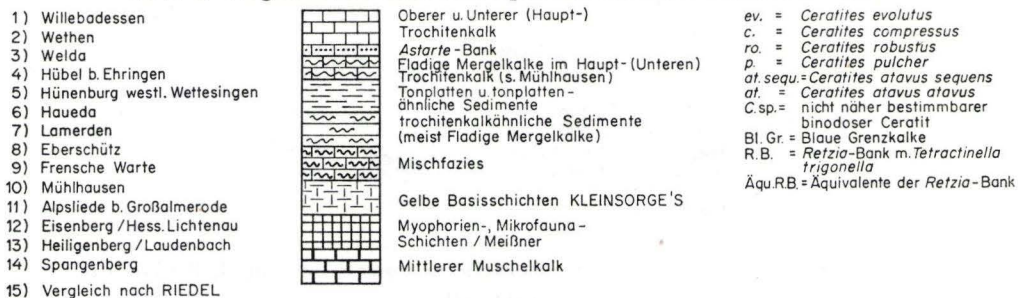 1) Willebadessen
2) Wethen
3) Welda
4) Hübel b. Ehringen
5) Hünenburg westl. Wettesingen
6) Haueda
7) Lamerden
8) Eberschütz
9) Frensche Warte
10) Mühlhausen
11) Alpsliede b. Großalmerode
12) Eisenberg / Hess. Lichtenau
13) Heiligenberg / Laudenbach
14) Spangenberg
15) Vergleich nach RIEDEL
Oberer u. Unterer (Haupt-)
Trochitenkalk
Astarte-Bank
Fladige Mergelkalke im Haupt-(Unteren)
Trochitenkalk (s. Mühlhausen)
Tonplatten u. tonplatten-
ähnliche Sedimente
trochitenkalkähnliche Sedimente
(meist Fladige Mergelkalke)
Mischfazies
Gelbe Basisschichten KLEINSORGE'S
Myophorien-, Mikrofauna-
Schichten / Meißner
Mittlerer Muschelkalk
ev. = Ceratites evolutus
c. = Ceratites compressus
ro. = Ceratites robustus
p. = Ceratites pulcher
at. sequ. = Ceratites atavus sequens
at. = Ceratites atavus atavus
C. sp. = nicht näher bestimmbarer
binodoser Ceratit
Bl. Gr. = Blaue Grenzkalke
R.B. = Retzia-Bank m. Tetractinella
trigonella
Äqu. R.B. = Äquivalente der Retzia-Bank